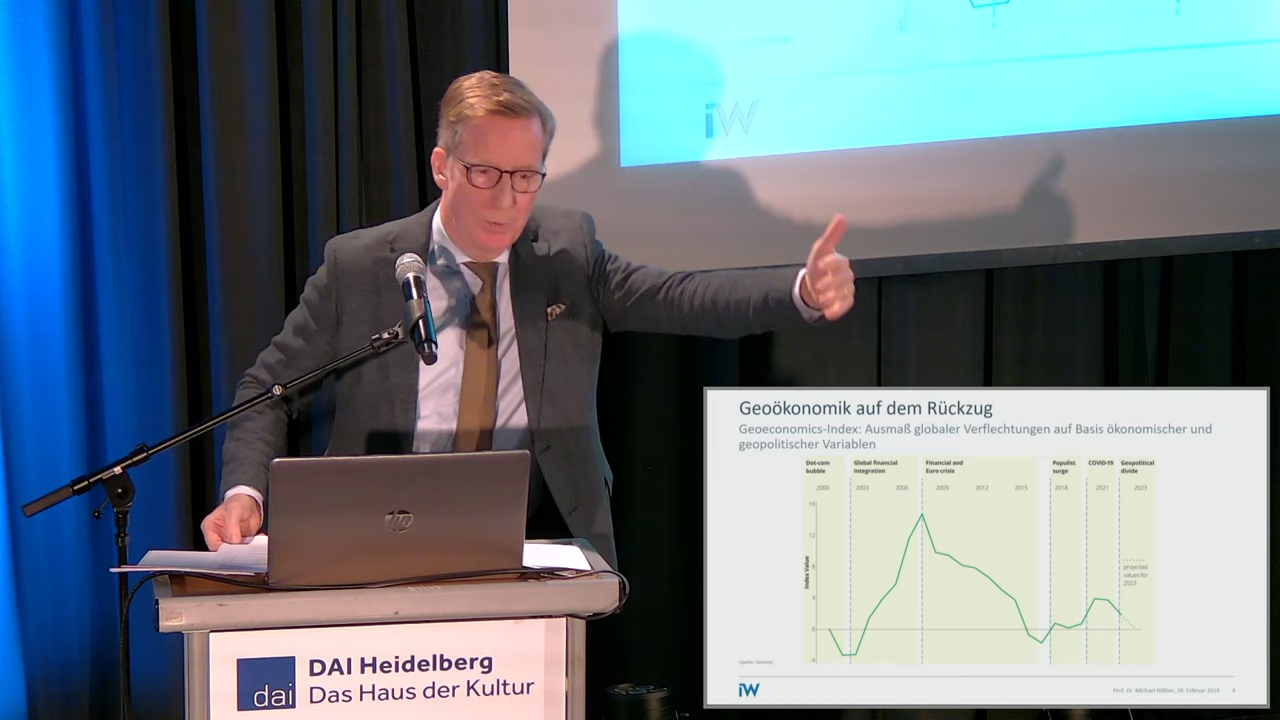 iW
hp
DAI Heidelberg
dai
Das Haus der Kultur
Geoökonomik auf dem Rückzug
Geoeconomics-Index: Ausmaß globaler Verflechtungen auf Basis ökonomischer und
geopolitischer Variablen
Dot-com
bubble
Global financial
integration
Financial and
Euro crisis
Populist
surge
COVID-19
Geopolitical
divide
2000
2003
2006
2009
2012
2015
2018
2021
2023
16
12
8
4
0
-4
Index Value
projected
values for
2023
iW
Prof. Dr. Michael Hüther, 28. Februar 2024
4